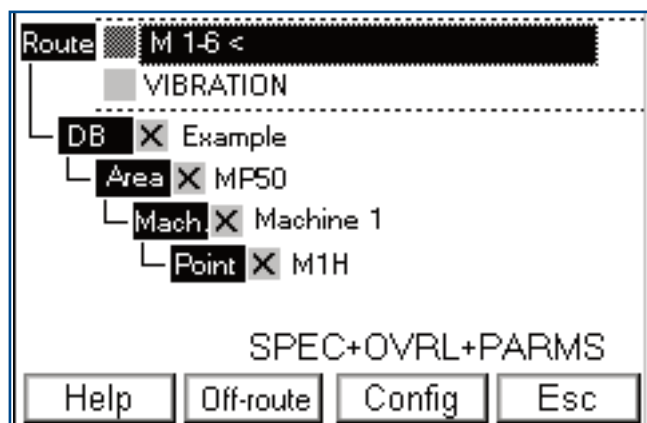 Route M 1-6 <
VIBRATION
DB X Example
Area X MP50
Mach. X Machine 1
Point X M1H
SPEC+OVRL+PARMS
Help Off-route Config Esc